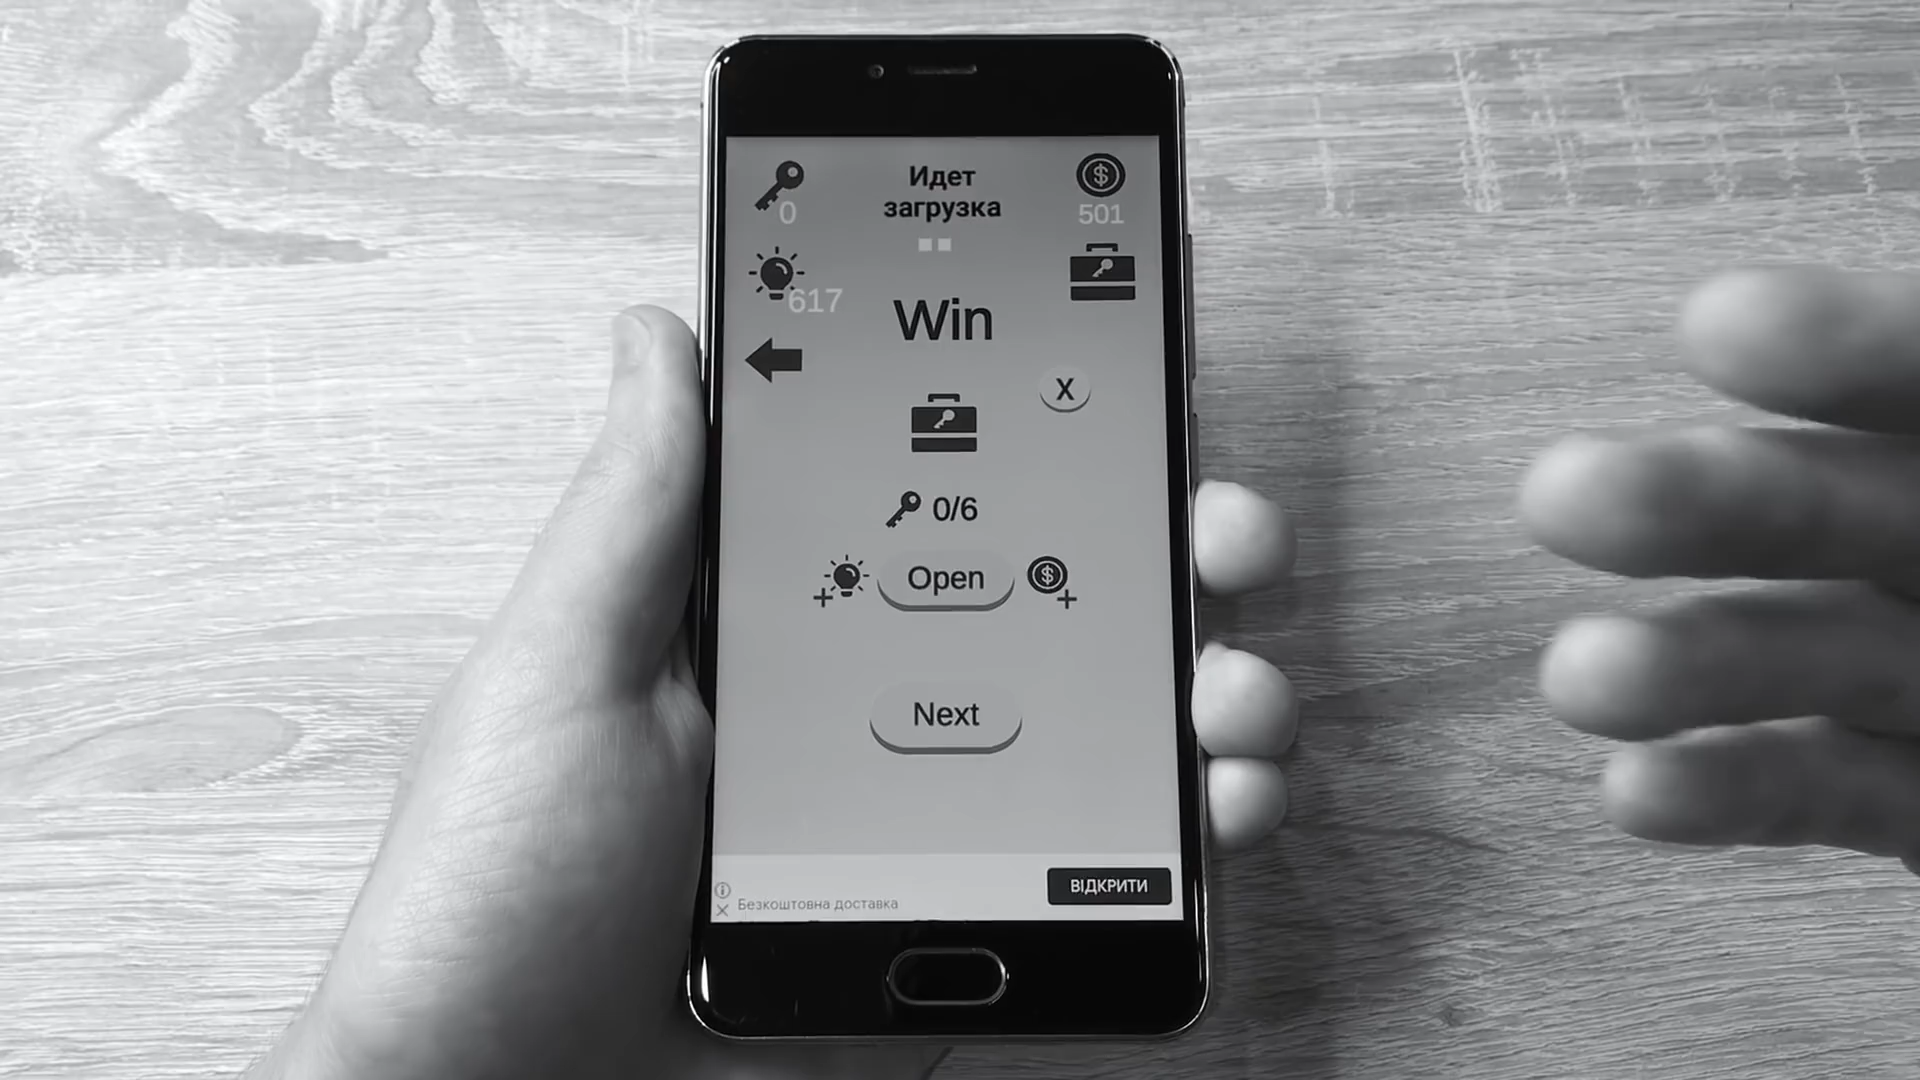 Идет
загрузка
0
501
617
Win
X
0/6
Open
Next
ВІДКРИТИ
Безкоштовна доставка